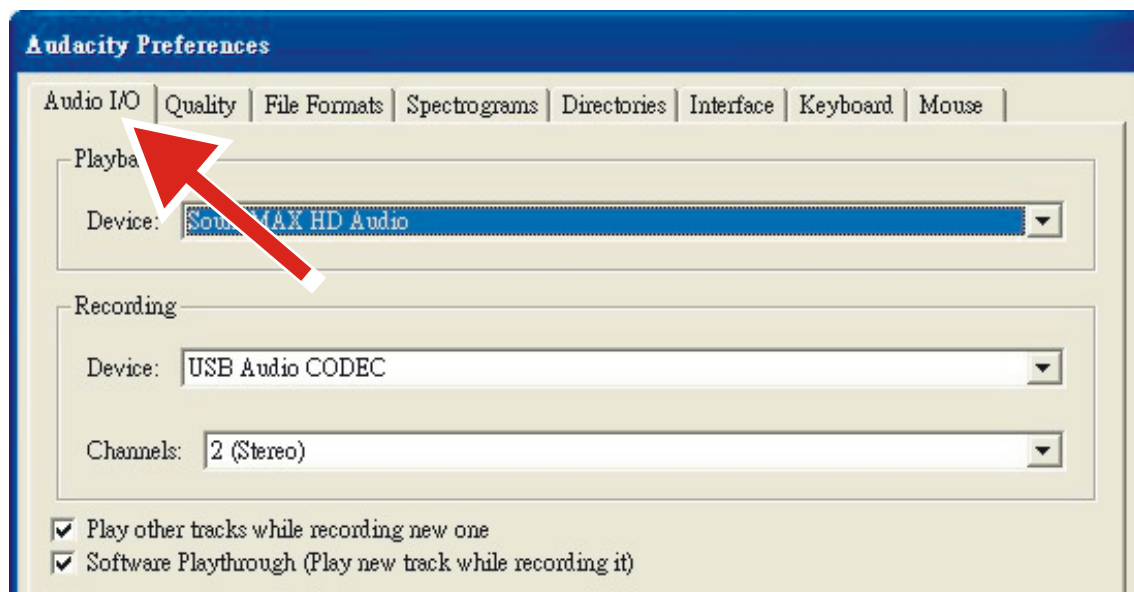 Audacity Preferences
Audio I/O Quality File Formats Spectrograms Directories Interface Keyboard Mouse
Device: MAX HD Audio
Recording
Device: USB Audio CODEC
Channels: 2 (Stereo)
Play other tracks while recording new one
Software Playthrough (Play new track while recording it)